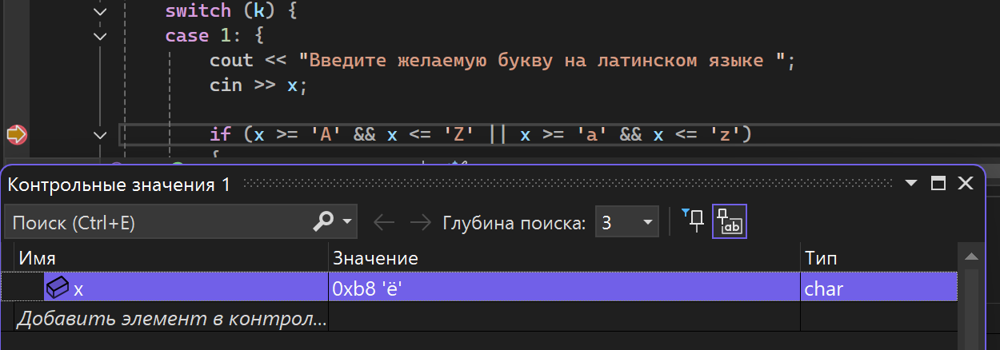 switch (k) {
case 1: {
cout << "Введите желаемую букву на латинском языке ";
cin >> x;
if (x >= 'A' && x <= 'Z' || x >= 'a' && x <= 'z')
{
Контрольные значения 1
Поиск (Ctrl+E) Глубина поиска: 3 ab
Имя Значение Тип
x 0xb8 'ё' char
Добавить элемент в контрол...